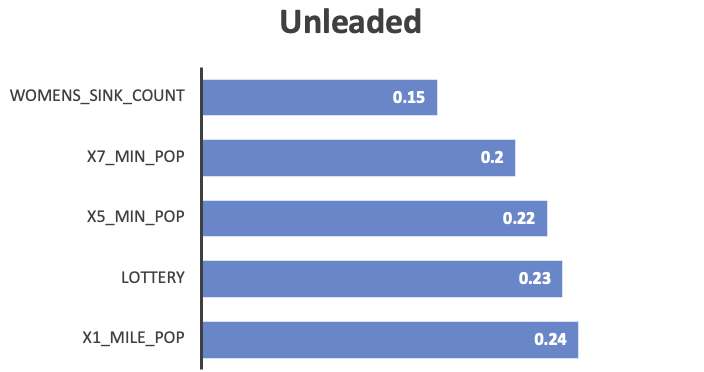 Unleaded
WOMENS_SINK_COUNT 0.15
X7_MIN_POP 0.2
X5_MIN_POP 0.22
LOTTERY 0.23
X1_MILE_POP 0.24